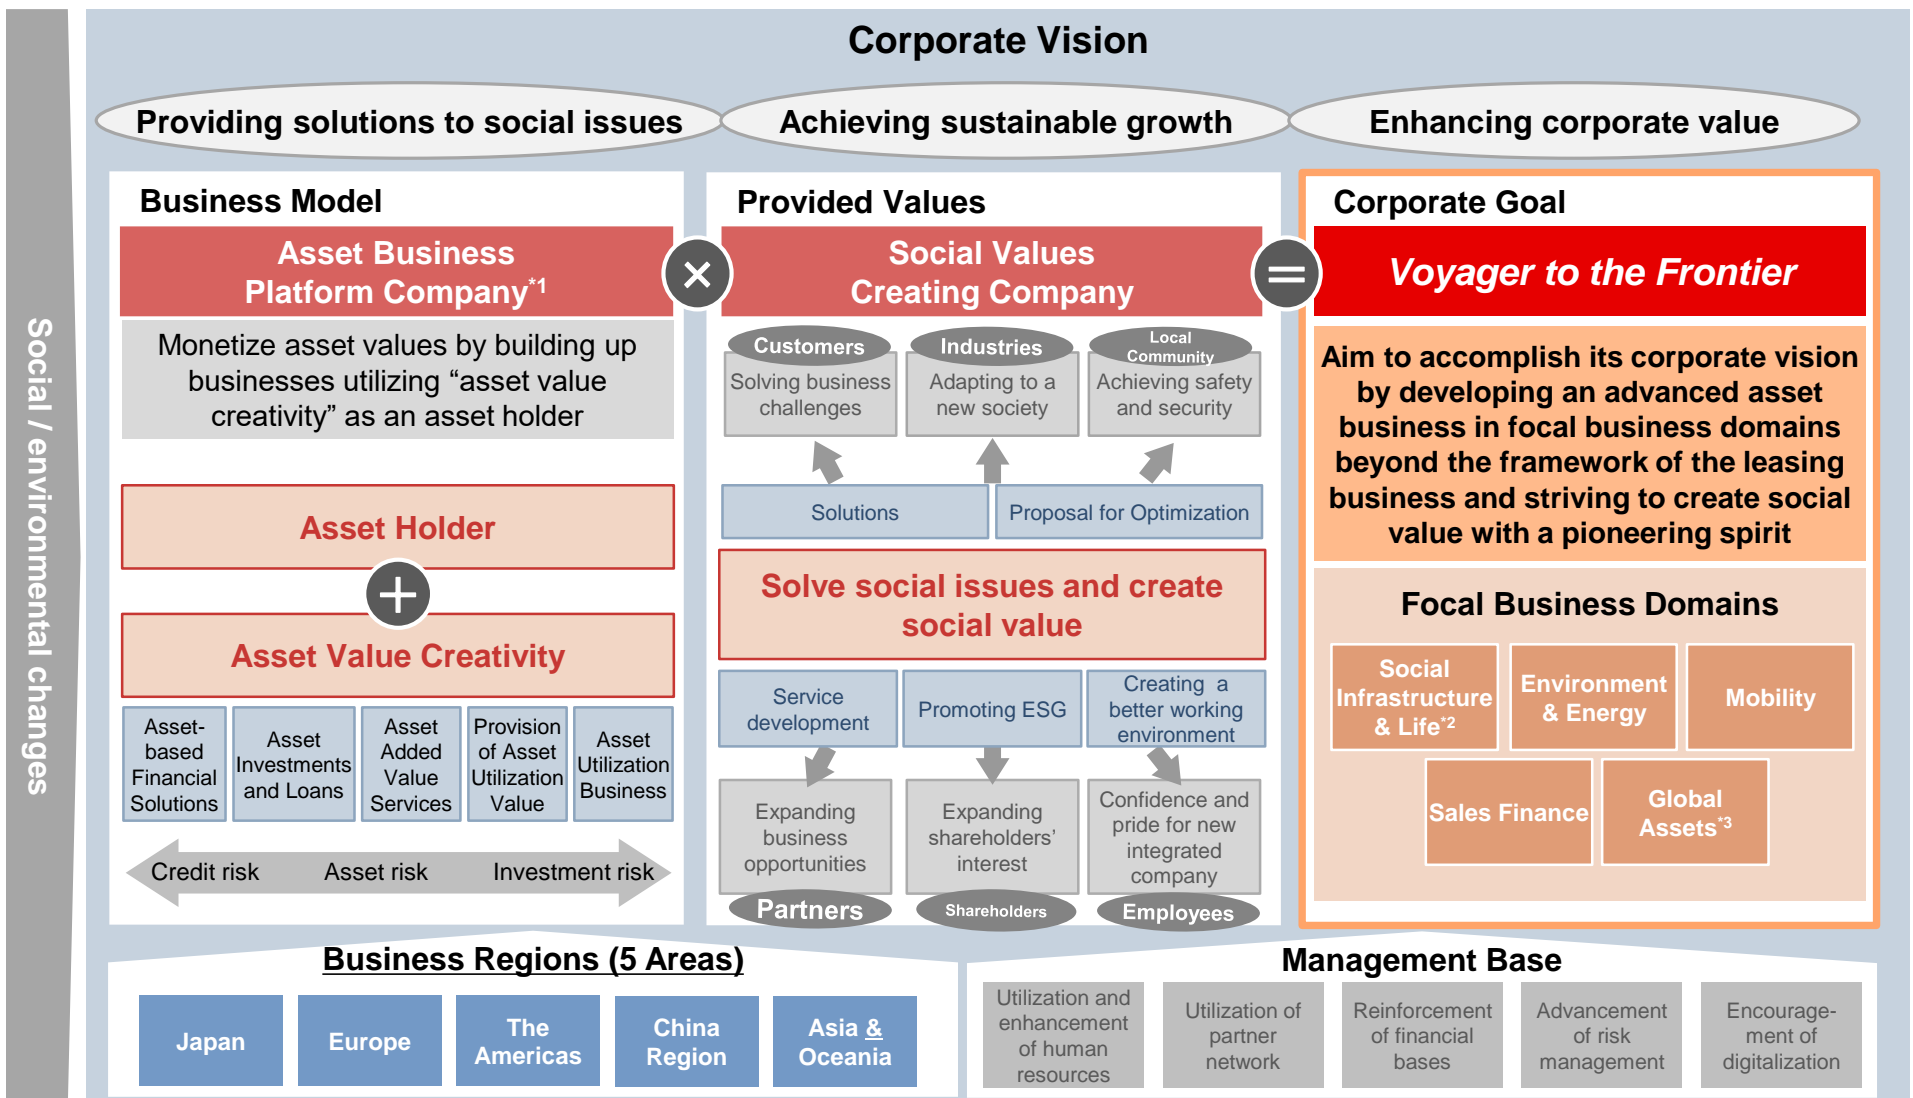 Social / environmental changes
Corporate Vision
Providing solutions to social issues
Achieving sustainable growth
Enhancing corporate value
Business Model
Asset Business
Platform Company*1
Monetize asset values by building up
businesses utilizing “asset value
creativity” as an asset holder
Asset Holder
+
Asset Value Creativity
Asset-
based
Financial
Solutions
Asset
Investments
and Loans
Asset
Added
Value
Services
Provision
of Asset
Utilization
Value
Asset
Utilization
Business
Credit risk
Asset risk
Investment risk
×
Provided Values
Social Values
Creating Company
Customers
Solving business
challenges
Industries
Adapting to a
new society
Local
Community
Achieving safety
and security
Solutions
Proposal for Optimization
Solve social issues and create
social value
Service
development
Promoting ESG
Creating a
better working
environment
Expanding
business
opportunities
Partners
Expanding
shareholders’
interest
Shareholders
Confidence and
pride for new
integrated
company
Employees
=
Corporate Goal
Voyager to the Frontier
Aim to accomplish its corporate vision
by developing an advanced asset
business in focal business domains
beyond the framework of the leasing
business and striving to create social
value with a pioneering spirit
Focal Business Domains
Social
Infrastructure
& Life*2
Environment
& Energy
Mobility
Sales Finance
Global
Assets*3
Business Regions (5 Areas)
Japan
Europe
The
Americas
China
Region
Asia &
Oceania
Management Base
Utilization and
enhancement
of human
resources
Utilization of
partner
network
Reinforcement
of financial
bases
Advancement
of risk
management
Encourage-
ment of
digitalization